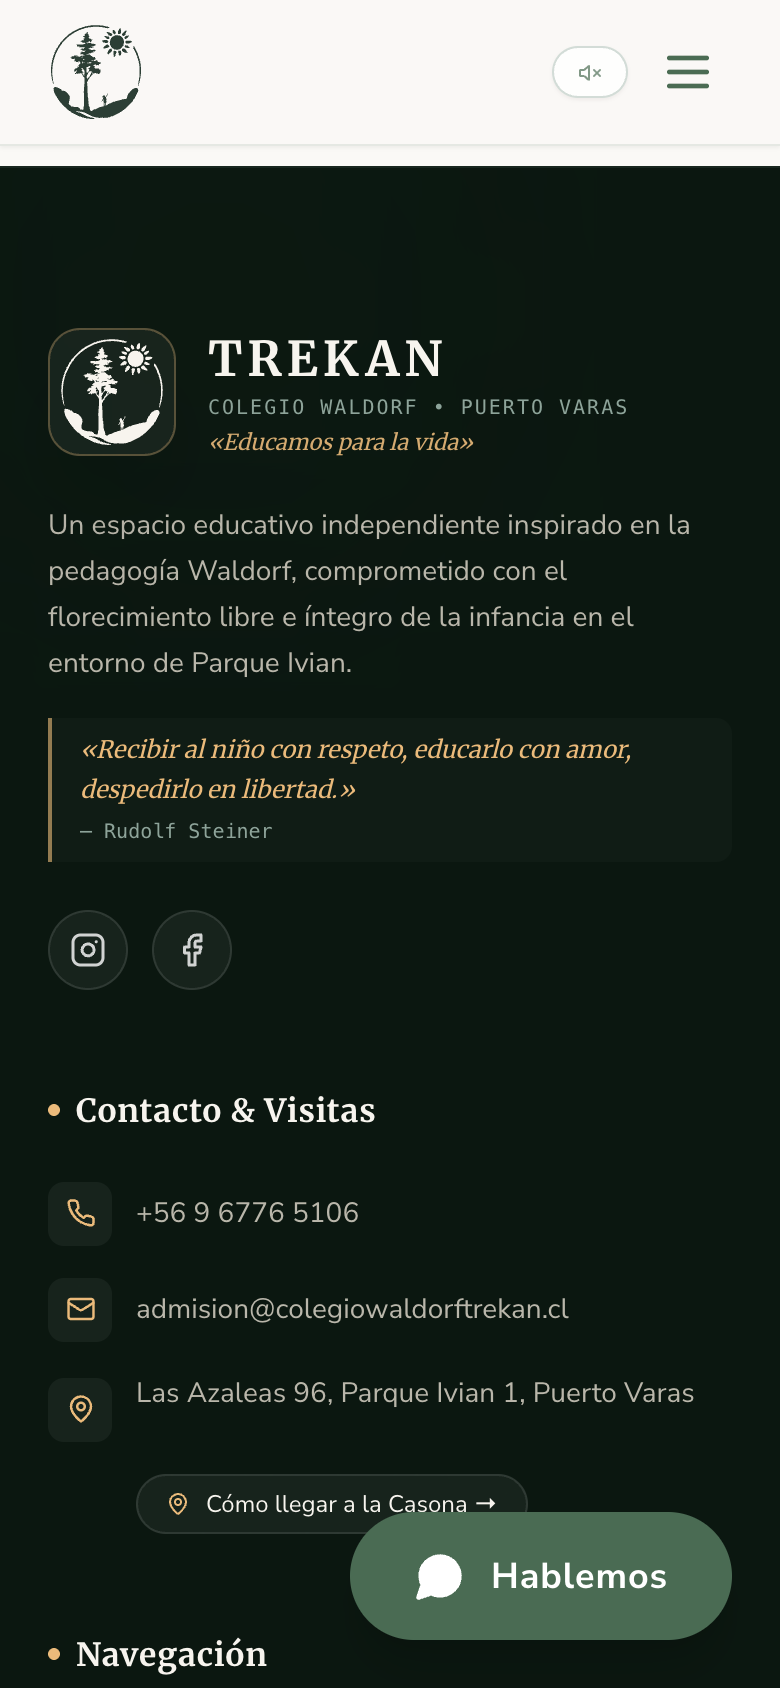 TREKAN
COLEGIO WALDORF • PUERTO VARAS
«Educamos para la vida»
Un espacio educativo independiente inspirado en la
pedagogía Waldorf, comprometido con el
florecimiento libre e íntegro de la infancia en el
entorno de Parque Ivian.
«Recibir al niño con respeto, educarlo con amor,
despedirlo en libertad.»
— Rudolf Steiner
Contacto & Visitas
+56 9 6776 5106
admision@colegiowaldorftrekan.cl
Las Azaleas 96, Parque Ivian 1, Puerto Varas
Cómo llegar a la Casona →
Hablemos
Navegación